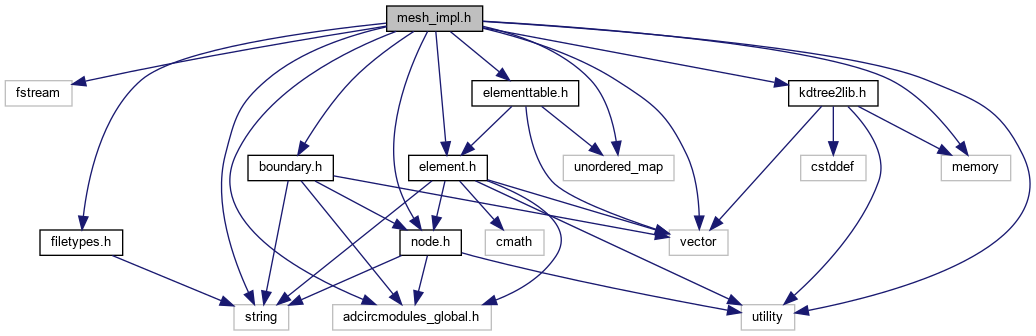 mesh_impl.h
fstream
elementtable.h
kdtree2lib.h
boundary.h
element.h
unordered_map
cstddef
memory
filetypes.h
node.h
cmath
vector
string
adcircmodules_global.h
utility